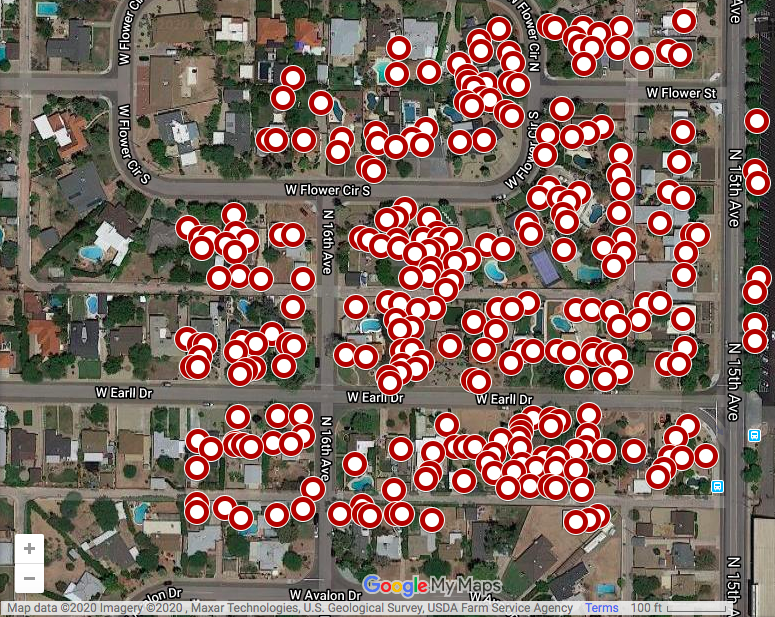 W Flower Cir
W Flower Cir N
Ave
W Flower St
W Flower Cir S
W Flower Cir S
W Flower Cir S
N 15th Ave
N 16th Ave
N 15th Ave
W Earll Dr
W Earll Dr
W Earll Dr
N 16th Ave
N 15th
Avalon Dr
W Avalon Dr
W Av
Google My Maps
Map data ©2020 Imagery ©2020 , Maxar Technologies, U.S. Geological Survey, USDA Farm Service Agency Terms 100 ft